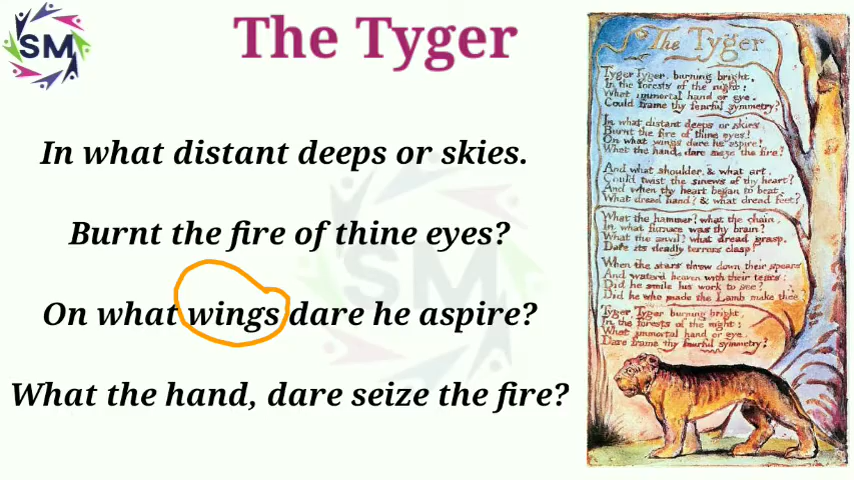 SM
The Tyger
In what distant deeps or skies.
Burnt the fire of thine eyes?
On what wings dare he aspire?
What the hand, dare seize the fire?
SM
The Tyger
Tyger Tyger, burning bright,
In the forests of the night:
What immortal hand or eye,
Could frame thy fearful symmetry?
In what distant deeps or skies
Burnt the fire of thine eyes!
On what wings dare he aspire!
What the hand, dare seize the fire!
And what shoulder, & what art,
Could twist the sinews of thy heart?
And when thy heart began to beat,
What dread hand? & what dread feet?
What the hammer? what the chain,
In what furnace was thy brain?
What the anvil? what dread grasp,
Dare its deadly terrors clasp!
When the stars threw down their spears
And water'd heaven with their tears:
Did he smile his work to see?
Did he who made the Lamb make thee
Tyger Tyger burning bright,
In the forests of the night:
What immortal hand or eye,
Dare frame thy fearful symmetry?